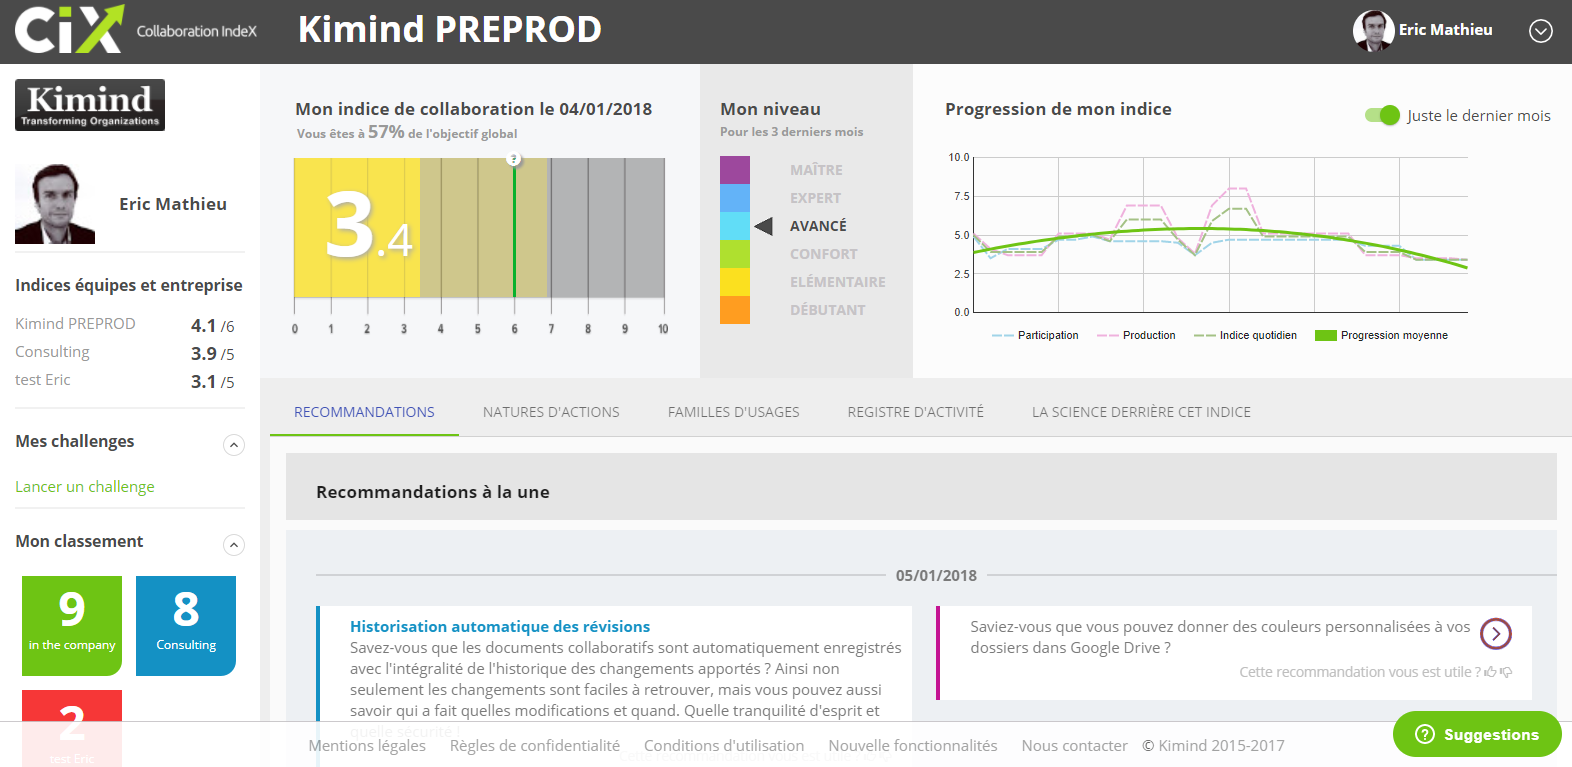 CiX Collaboration IndeX
Kimind PREPROD
Eric Mathieu
Kimind
Transforming Organizations
Eric Mathieu
Indices équipes et entreprise
Kimind PREPROD 4.1 /6
Consulting 3.9 /5
test Eric 3.1 /5
Mes challenges
Lancer un challenge
Mon classement
9
in the company
8
Consulting
2
test Eric
Mon indice de collaboration le 04/01/2018
Vous êtes à 57% de l'objectif global
?
3.4
0 1 2 3 4 5 6 7 8 9 10
Mon niveau
Pour les 3 derniers mois
MAÎTRE
EXPERT
AVANCÉ
CONFORT
ELÉMENTAIRE
DÉBUTANT
Progression de mon indice
Juste le dernier mois
10.0
7.5
5.0
2.5
0.0
Participation Production Indice quotidien Progression moyenne
RECOMMANDATIONS NATURES D'ACTIONS FAMILLES D'USAGES REGISTRE D'ACTIVITÉ LA SCIENCE DERRIÈRE CET INDICE
Recommandations à la une
05/01/2018
Historisation automatique des révisions
Savez-vous que les documents collaboratifs sont automatiquement enregistrés
avec l'intégralité de l'historique des changements apportés ? Ainsi non
seulement les changements sont faciles à retrouver, mais vous pouvez aussi
savoir qui a fait quelles modifications et quand. Quelle tranquilité d'esprit et
quelle sécurité !
Cette recommandation vous est utile ?
Saviez-vous que vous pouvez donner des couleurs personnalisées à vos
dossiers dans Google Drive ?
Cette recommandation vous est utile ?
Mentions légales Règles de confidentialité Conditions d'utilisation Nouvelle fonctionnalités Nous contacter © Kimind 2015-2017
? Suggestions